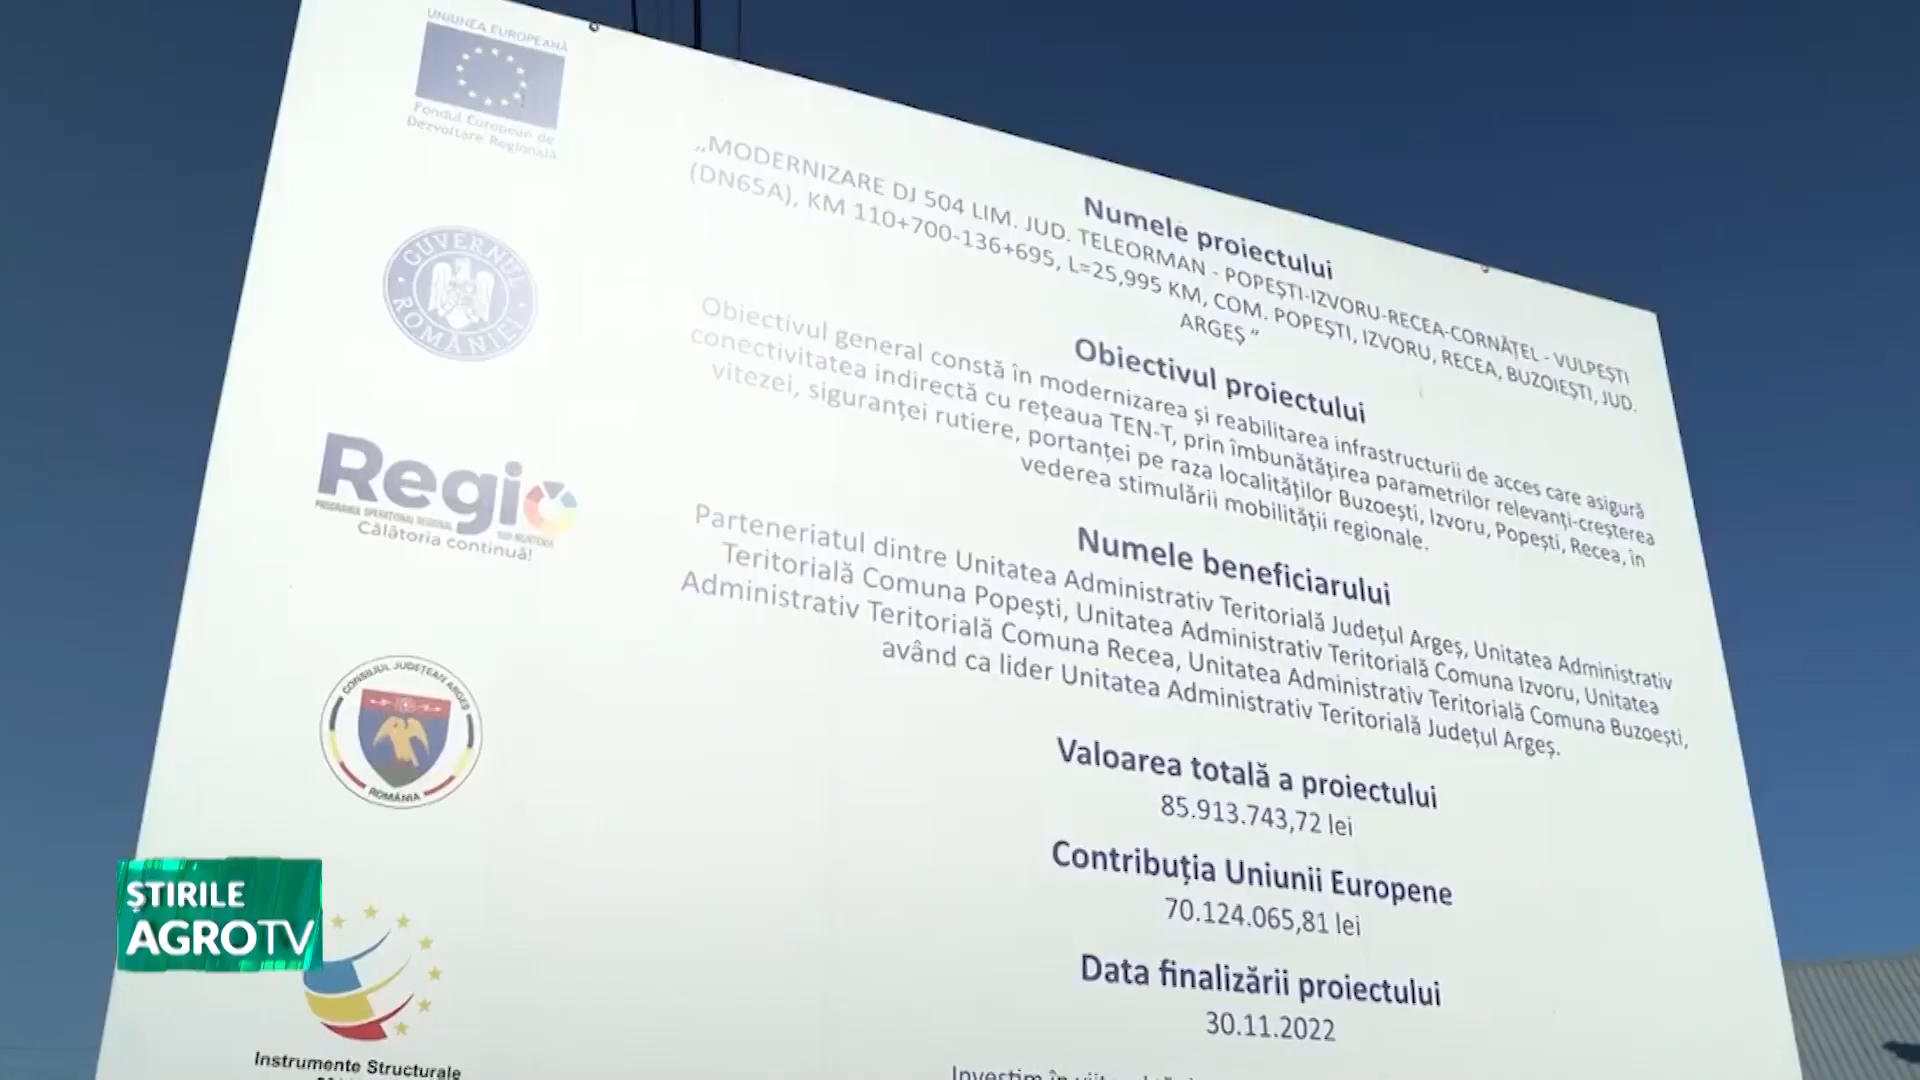 UNIUNEA EUROPEANĂ
Fondul European de
Dezvoltare Regională
GUVERNUL
ROMÂNIEI
Regio
PROGRAMUL OPERAȚIONAL REGIONAL
Călătoria continuă!
CONSILIUL JUDEȚEAN ARGEȘ
ROMÂNIA
Instrumente Structurale
ȘTIRILE
AGROTV
Numele proiectului
„MODERNIZARE DJ 504 LIM. JUD. TELEORMAN - POPEȘTI-IZVORU-RECEA-CORNĂȚEL - VULPEȘTI
(DN65A), KM 110+700-136+695, L=25,995 KM, COM. POPEȘTI, IZVORU, RECEA, BUZOIEȘTI, JUD.
ARGEȘ”
Obiectivul proiectului
Obiectivul general constă în modernizarea și reabilitarea infrastructurii de acces care asigură
conectivitatea indirectă cu rețeaua TEN-T, prin îmbunătățirea parametrilor relevanți-creșterea
vitezei, siguranței rutiere, portanței pe raza localităților Buzoești, Izvoru, Popești, Recea, în
vederea stimulării mobilității regionale.
Numele beneficiarului
Parteneriatul dintre Unitatea Administrativ Teritorială Județul Argeș, Unitatea Administrativ
Teritorială Comuna Popești, Unitatea Administrativ Teritorială Comuna Izvoru, Unitatea
Administrativ Teritorială Comuna Recea, Unitatea Administrativ Teritorială Comuna Buzoești,
având ca lider Unitatea Administrativ Teritorială Județul Argeș.
Valoarea totală a proiectului
85.913.743,72 lei
Contribuția Uniunii Europene
70.124.065,81 lei
Data finalizării proiectului
30.11.2022
Investim în